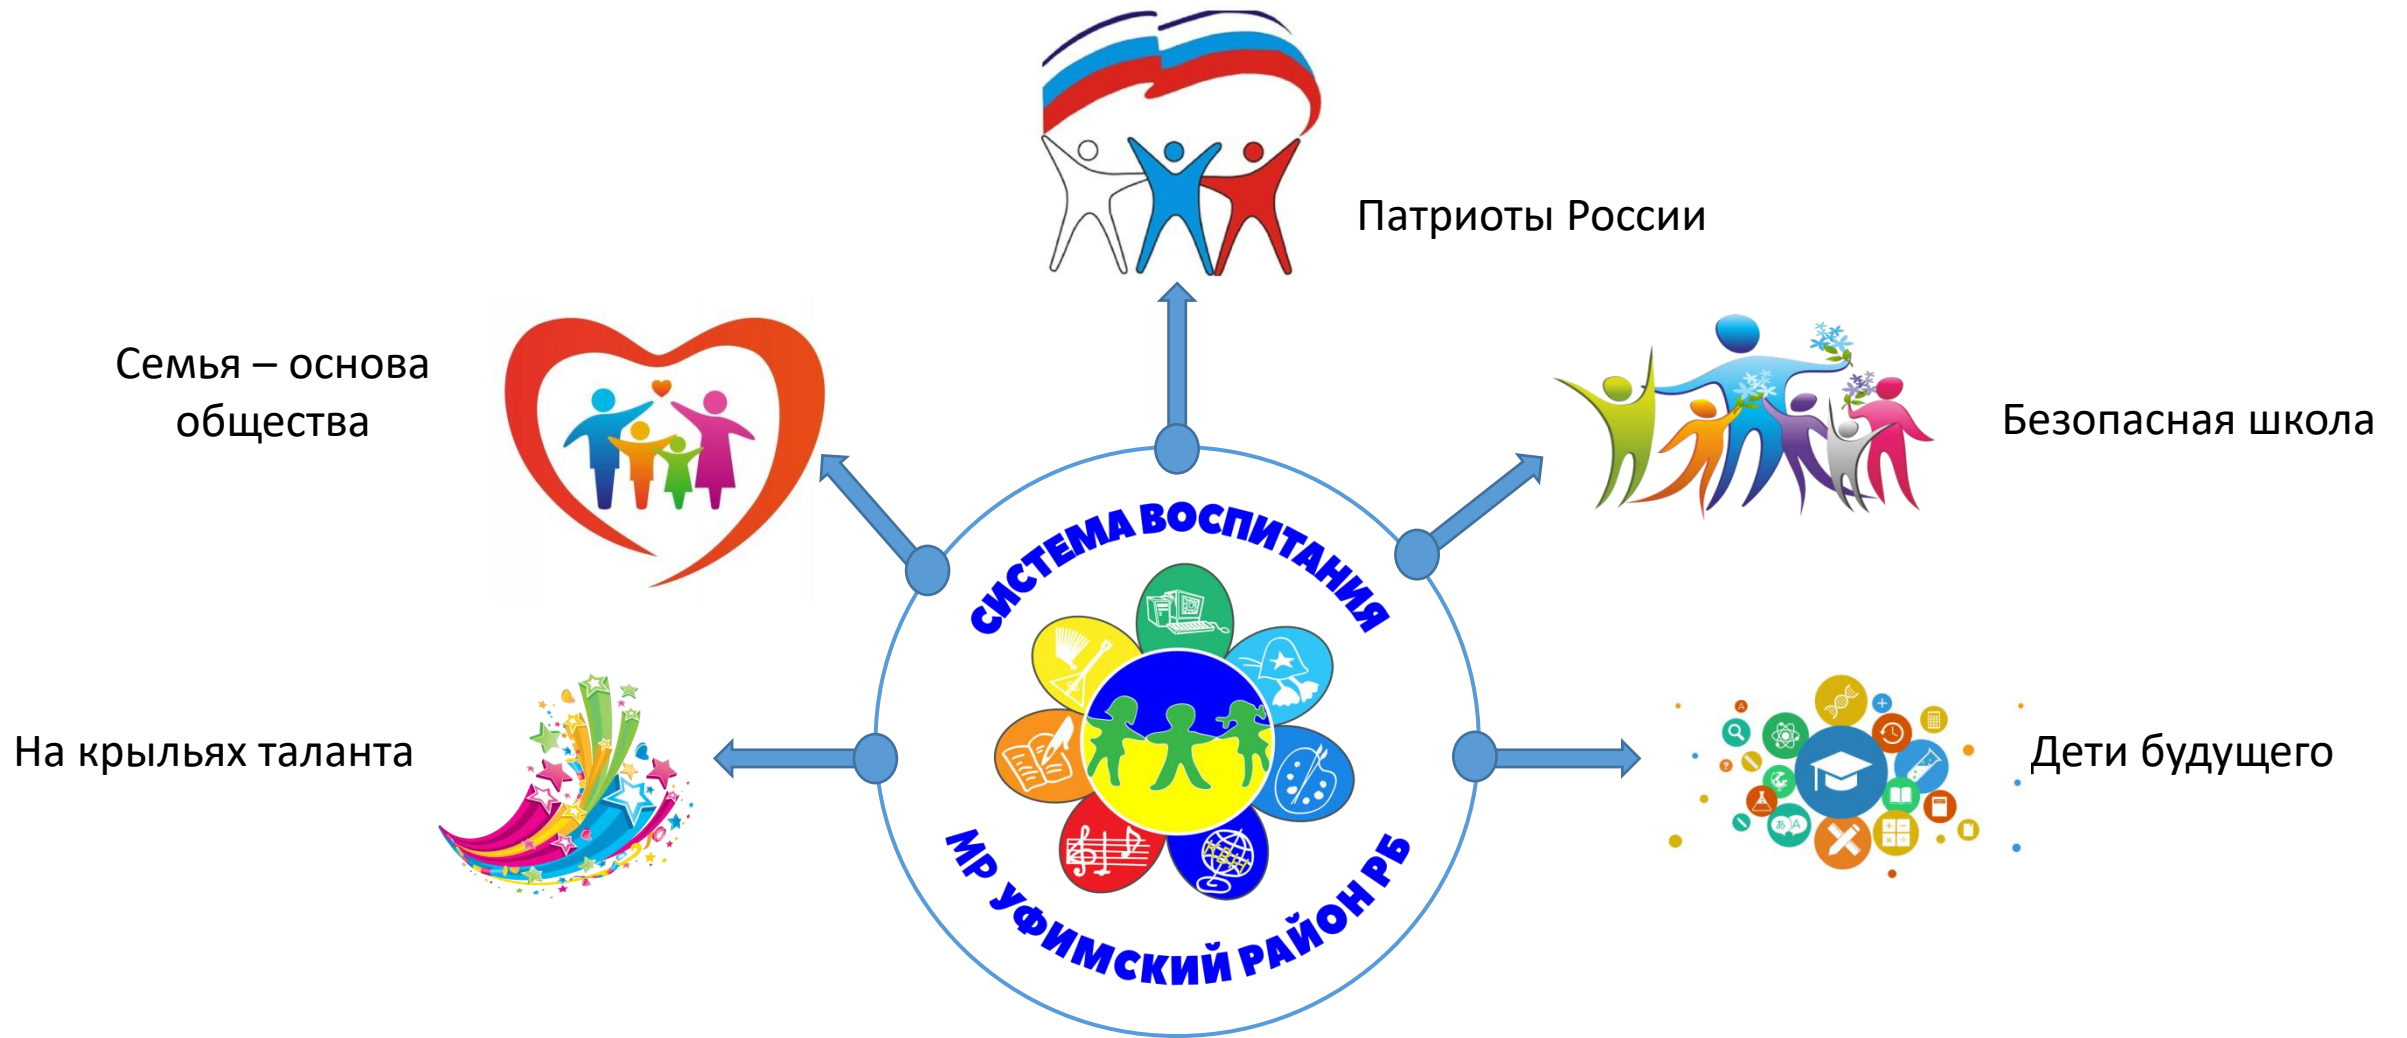 Патриоты России
Семья – основа
общества
Безопасная школа
СИСТЕМА ВОСПИТАНИЯ
На крыльях таланта
Дети будущего
МР УФИМСКИЙ РАЙОН РБ